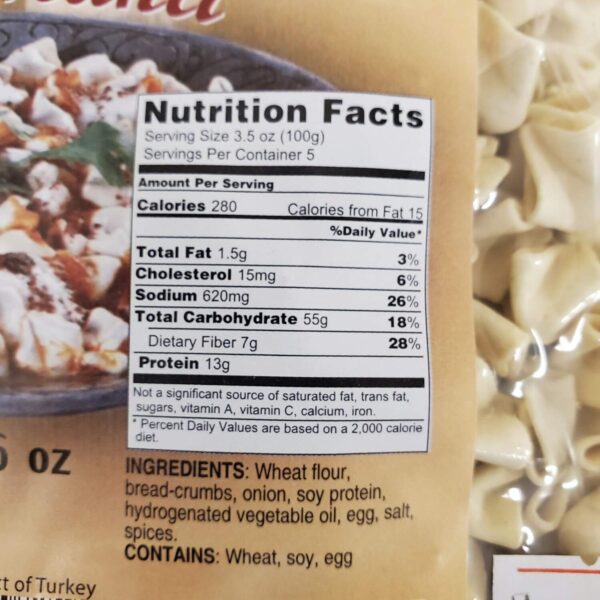 Nutrition Facts
Serving Size 3.5 oz (100g)
Servings Per Container 5
Amount Per Serving
Calories 280 Calories from Fat 15
%Daily Value*
Total Fat 1.5g 3%
Cholesterol 15mg 6%
Sodium 620mg 26%
Total Carbohydrate 55g 18%
Dietary Fiber 7g 28%
Protein 13g
Not a significant source of saturated fat, trans fat,
sugars, vitamin A, vitamin C, calcium, iron.
* Percent Daily Values are based on a 2,000 calorie
diet.
OZ
INGREDIENTS: Wheat flour,
bread-crumbs, onion, soy protein,
hydrogenated vegetable oil, egg, salt,
spices.
CONTAINS: Wheat, soy, egg
of Turkey